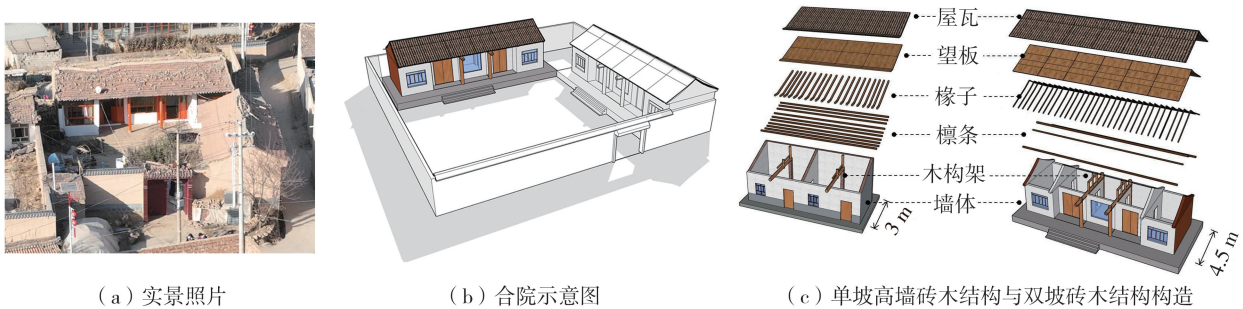 屋瓦
望板
椽子
檩条
木构架
墙体
3 m
4.5 m
(a)实景照片
(b)合院示意图
(c)单坡高墙砖木结构与双坡砖木结构构造